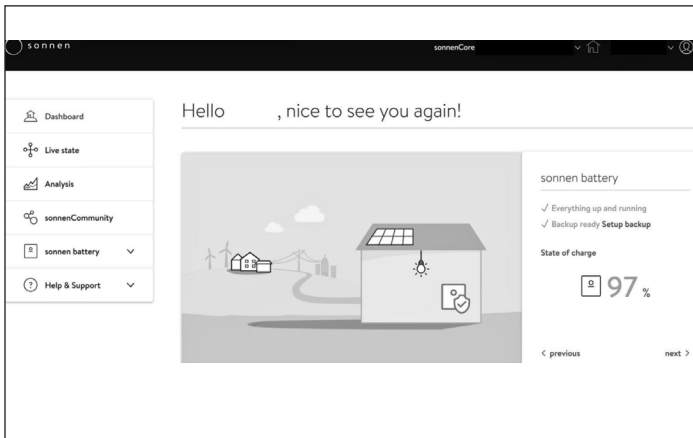 sonnen
sonnenCore
Dashboard
Live state
Analysis
sonnenCommunity
sonnen battery
Help & Support
Hello , nice to see you again!
sonnen battery
Everything up and running
Backup ready Setup backup
State of charge
97 %
previous next